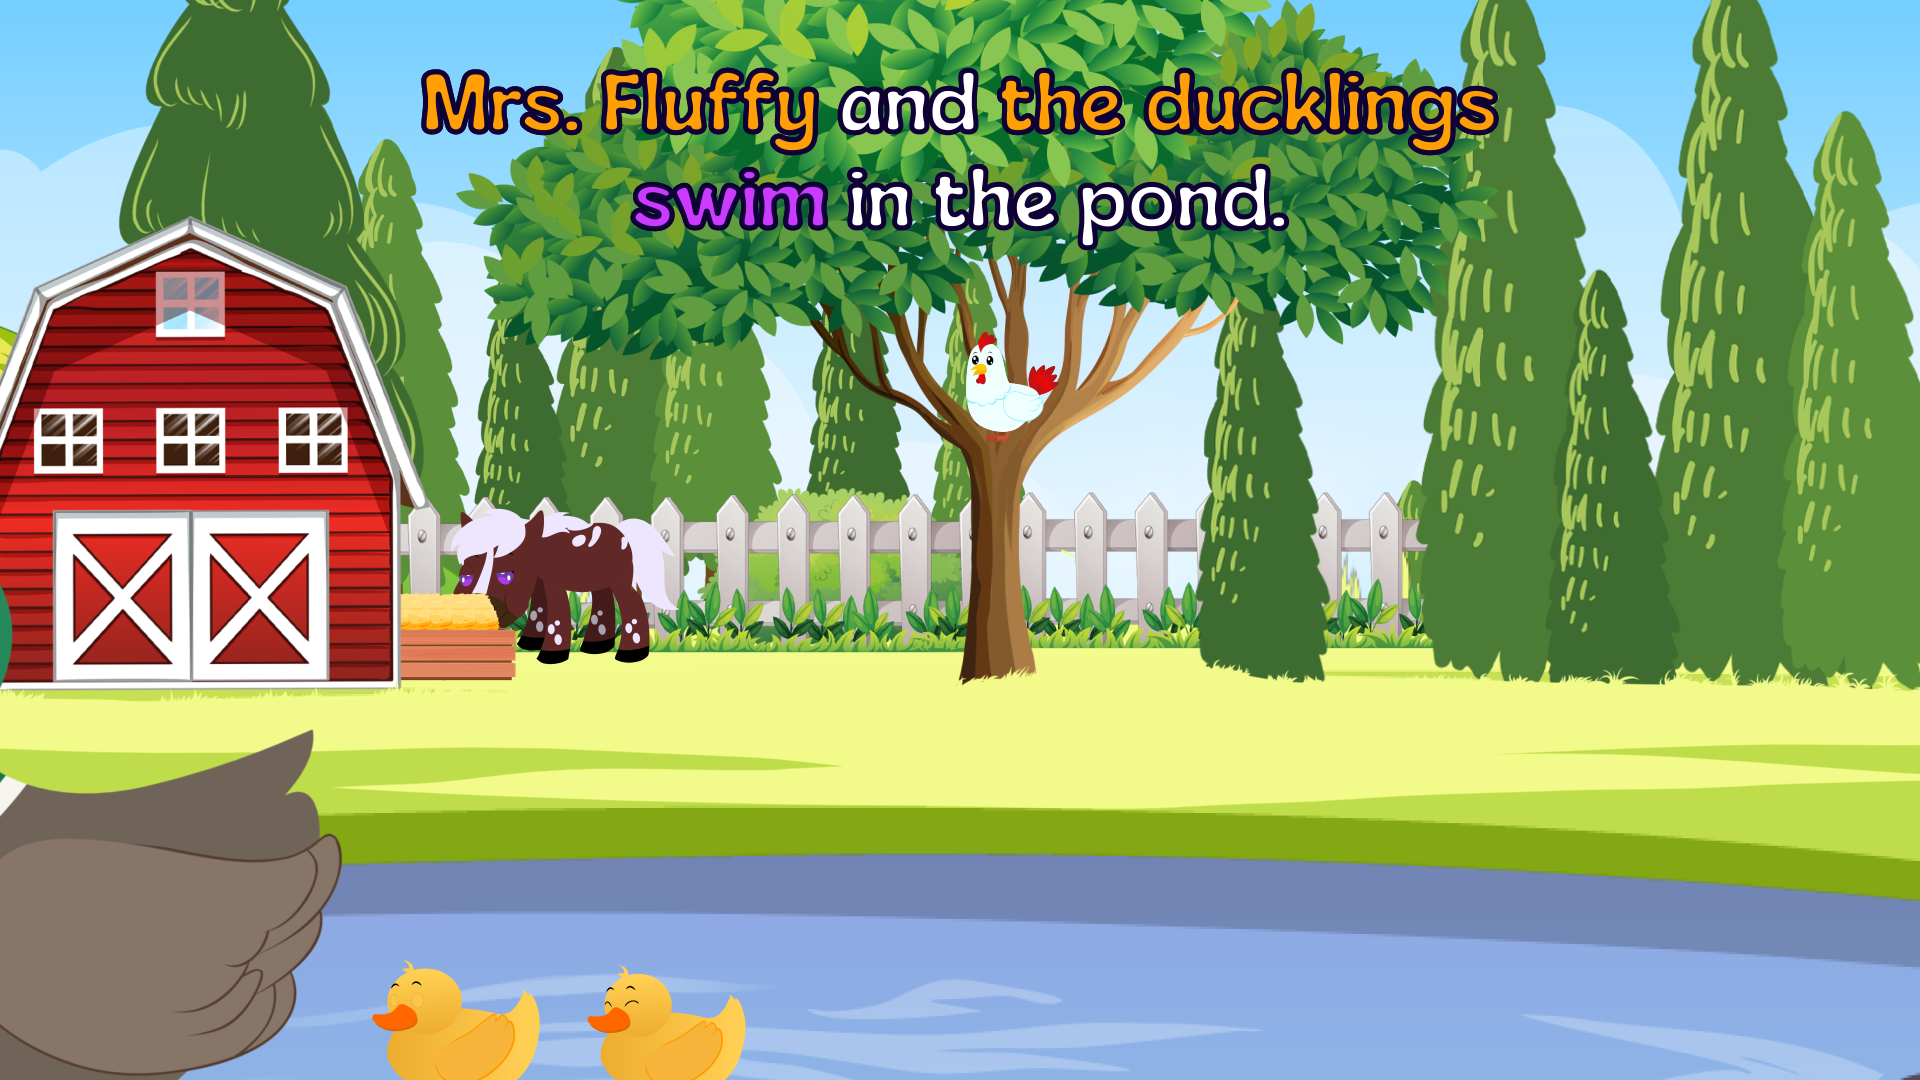 Mrs. Fluffy and the ducklings
swim in the pond.